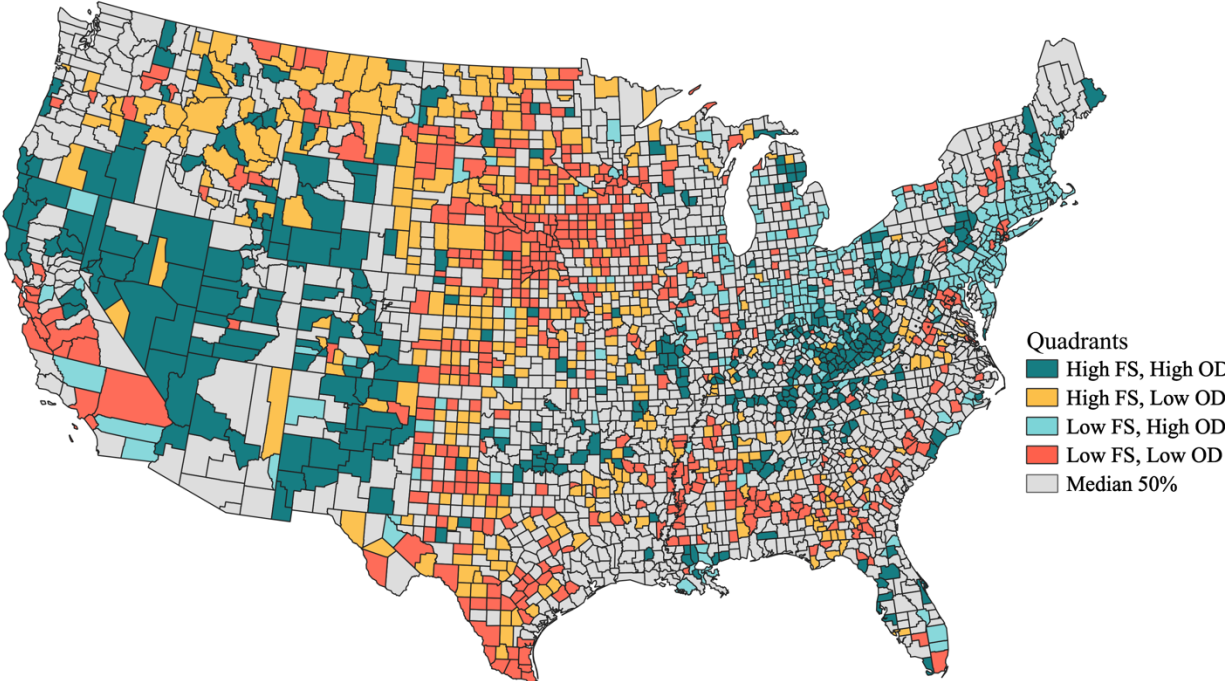 Quadrants
High FS, High OD
High FS, Low OD
Low FS, High OD
Low FS, Low OD
Median 50%